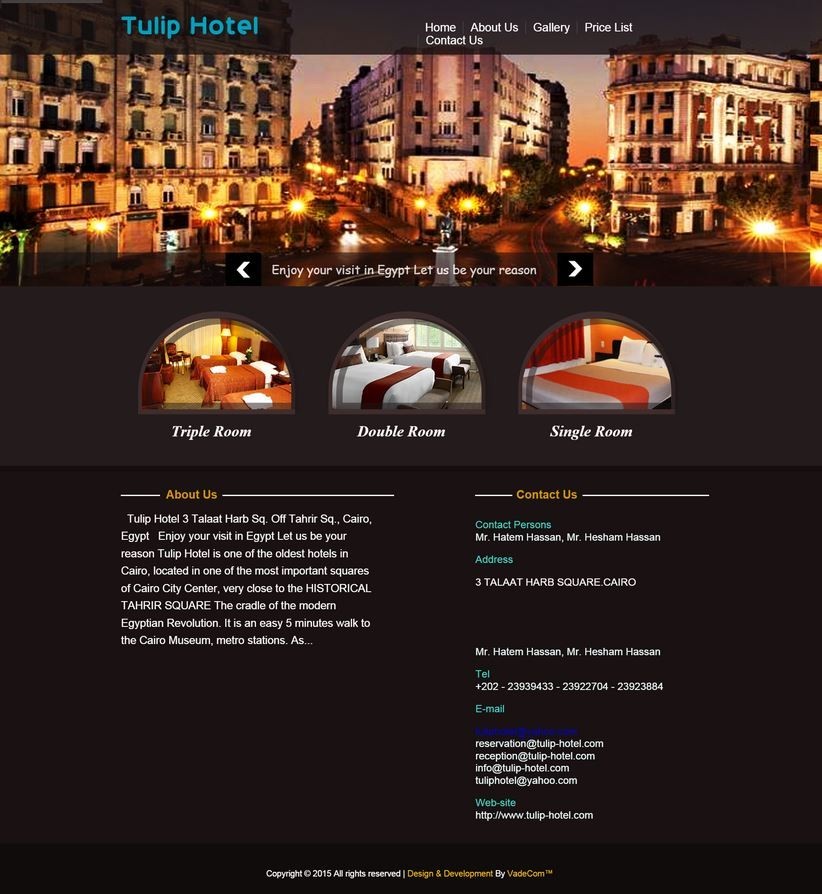 Tulip Hotel
Home
About Us
Gallery
Price List
Contact Us
Enjoy your visit in Egypt Let us be your reason
Triple Room
Double Room
Single Room
About Us
Tulip Hotel 3 Talaat Harb Sq. Off Tahrir Sq., Cairo,
Egypt   Enjoy your visit in Egypt Let us be your
reason Tulip Hotel is one of the oldest hotels in
Cairo, located in one of the most important squares
of Cairo City Center, very close to the HISTORICAL
TAHRIR SQUARE The cradle of the modern
Egyptian Revolution. It is an easy 5 minutes walk to
the Cairo Museum, metro stations. As...
Contact Us
Contact Persons
Mr. Hatem Hassan, Mr. Hesham Hassan
Address
3 TALAAT HARB SQUARE.CAIRO
Mr. Hatem Hassan, Mr. Hesham Hassan
Tel
+202 - 23939433 - 23922704 - 23923884
E-mail
tuliphotel@yahoo.com
reservation@tulip-hotel.com
reception@tulip-hotel.com
info@tulip-hotel.com
tuliphotel@yahoo.com
Web-site
http://www.tulip-hotel.com
Copyright © 2015 All rights reserved | Design & Development By VadeCom™